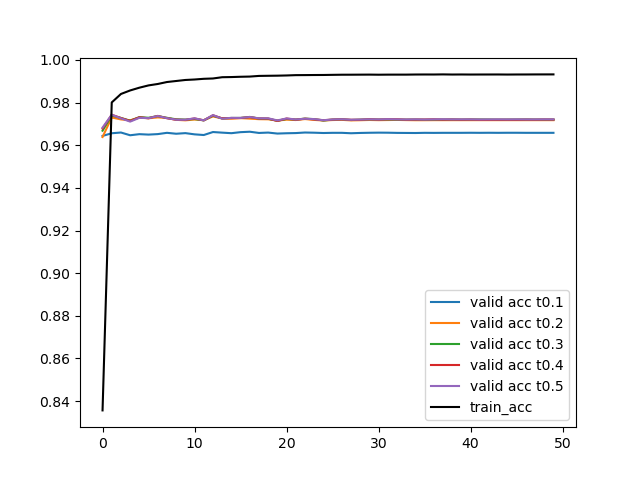 1.00
0.98
0.96
0.94
0.92
0.90
0.88
0.86
0.84
0
10
20
30
40
50
valid acc t0.1
valid acc t0.2
valid acc t0.3
valid acc t0.4
valid acc t0.5
train_acc